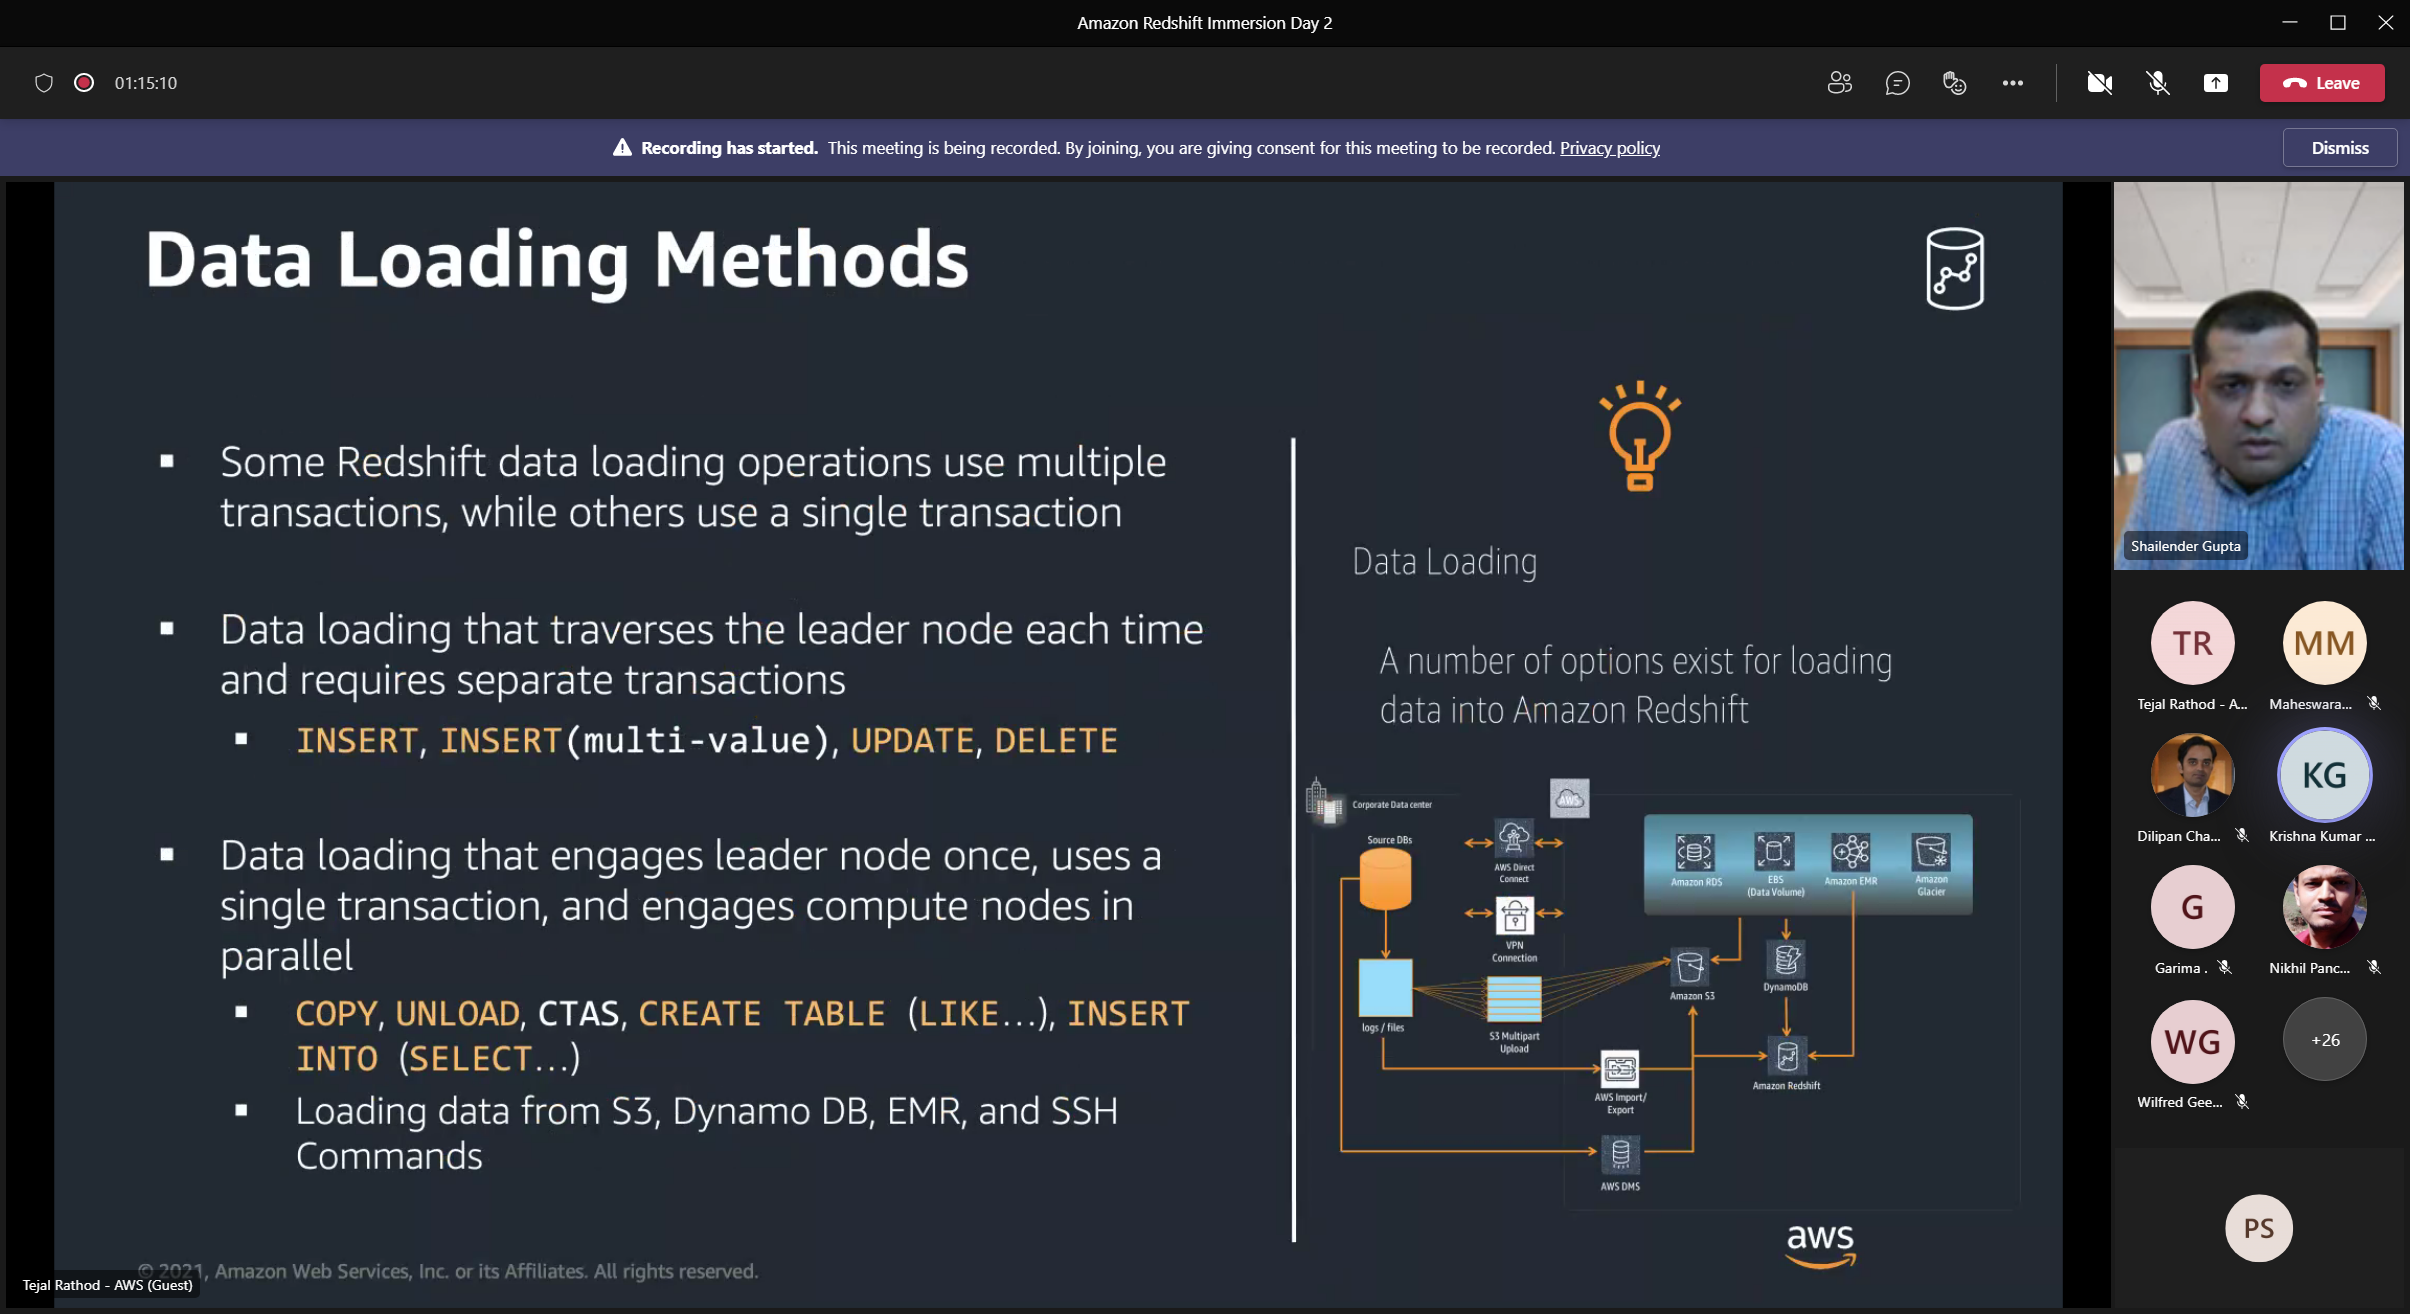 Amazon Redshift Immersion Day 2
01:15:10
Leave
Recording has started. This meeting is being recorded. By joining, you are giving consent for this meeting to be recorded. Privacy policy
Dismiss
Data Loading Methods
▪ Some Redshift data loading operations use multiple
transactions, while others use a single transaction
▪ Data loading that traverses the leader node each time
and requires separate transactions
▪ INSERT, INSERT(multi-value), UPDATE, DELETE
▪ Data loading that engages leader node once, uses a
single transaction, and engages compute nodes in
parallel
▪ COPY, UNLOAD, CTAS, CREATE TABLE (LIKE…), INSERT
INTO (SELECT…)
▪ Loading data from S3, Dynamo DB, EMR, and SSH
Commands
Data Loading
A number of options exist for loading
data into Amazon Redshift
Corporate Data center
AWS
Source DBs
AWS Direct
Connect
Amazon RDS
EBS
(Data Volume)
Amazon EMR
Amazon
Glacier
VPN
Connection
logs / files
S3 Multipart
Upload
Amazon S3
DynamoDB
AWS Import/
Export
Amazon Redshift
AWS DMS
aws
© 2021, Amazon Web Services, Inc. or its Affiliates. All rights reserved.
Tejal Rathod - AWS (Guest)
Shailender Gupta
TR
MM
Tejal Rathod - A...
Maheswara...
KG
Dilipan Cha...
Krishna Kumar ...
G
Garima .
Nikhil Panc...
WG
+26
Wilfred Gee...
PS